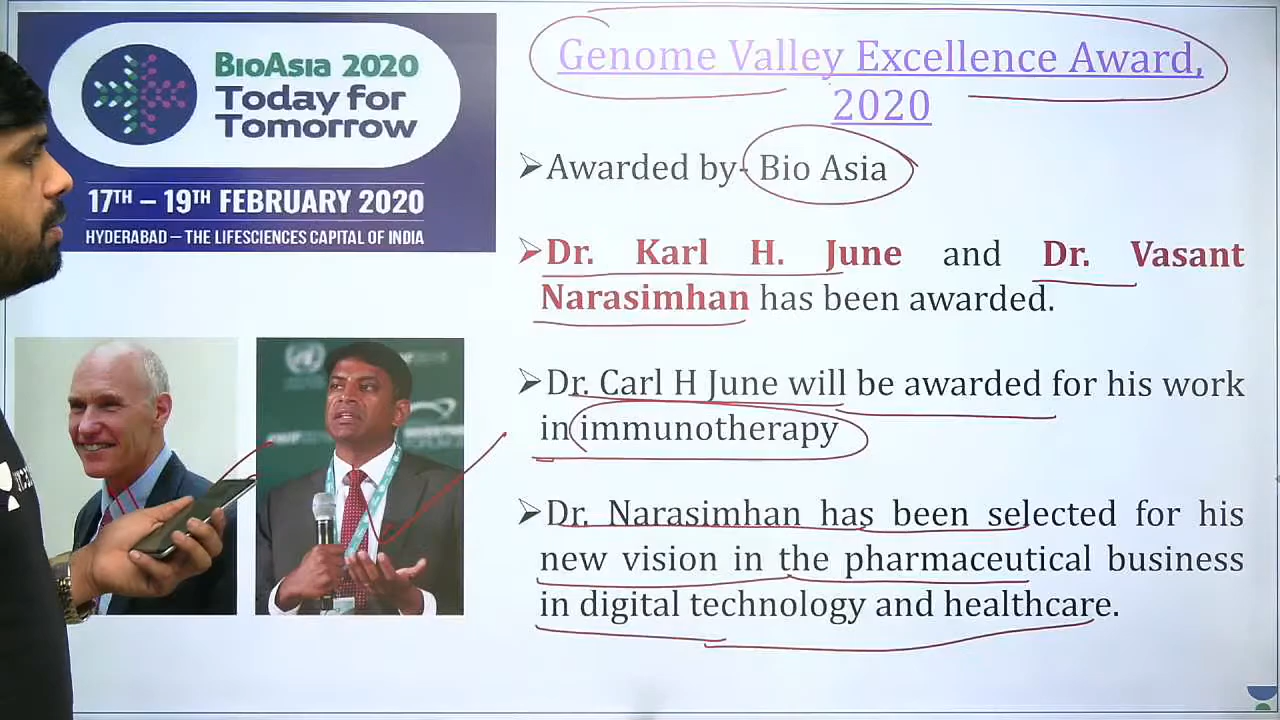 BioAsia 2020
Today for
Tomorrow
17TH – 19TH FEBRUARY 2020
HYDERABAD – THE LIFESCIENCES CAPITAL OF INDIA
Genome Valley Excellence Award,
2020
➢Awarded by- Bio Asia
➢Dr. Karl H. June and Dr. Vasant
Narasimhan has been awarded.
➢Dr. Carl H June will be awarded for his work
in immunotherapy
➢Dr. Narasimhan has been selected for his
new vision in the pharmaceutical business
in digital technology and healthcare.